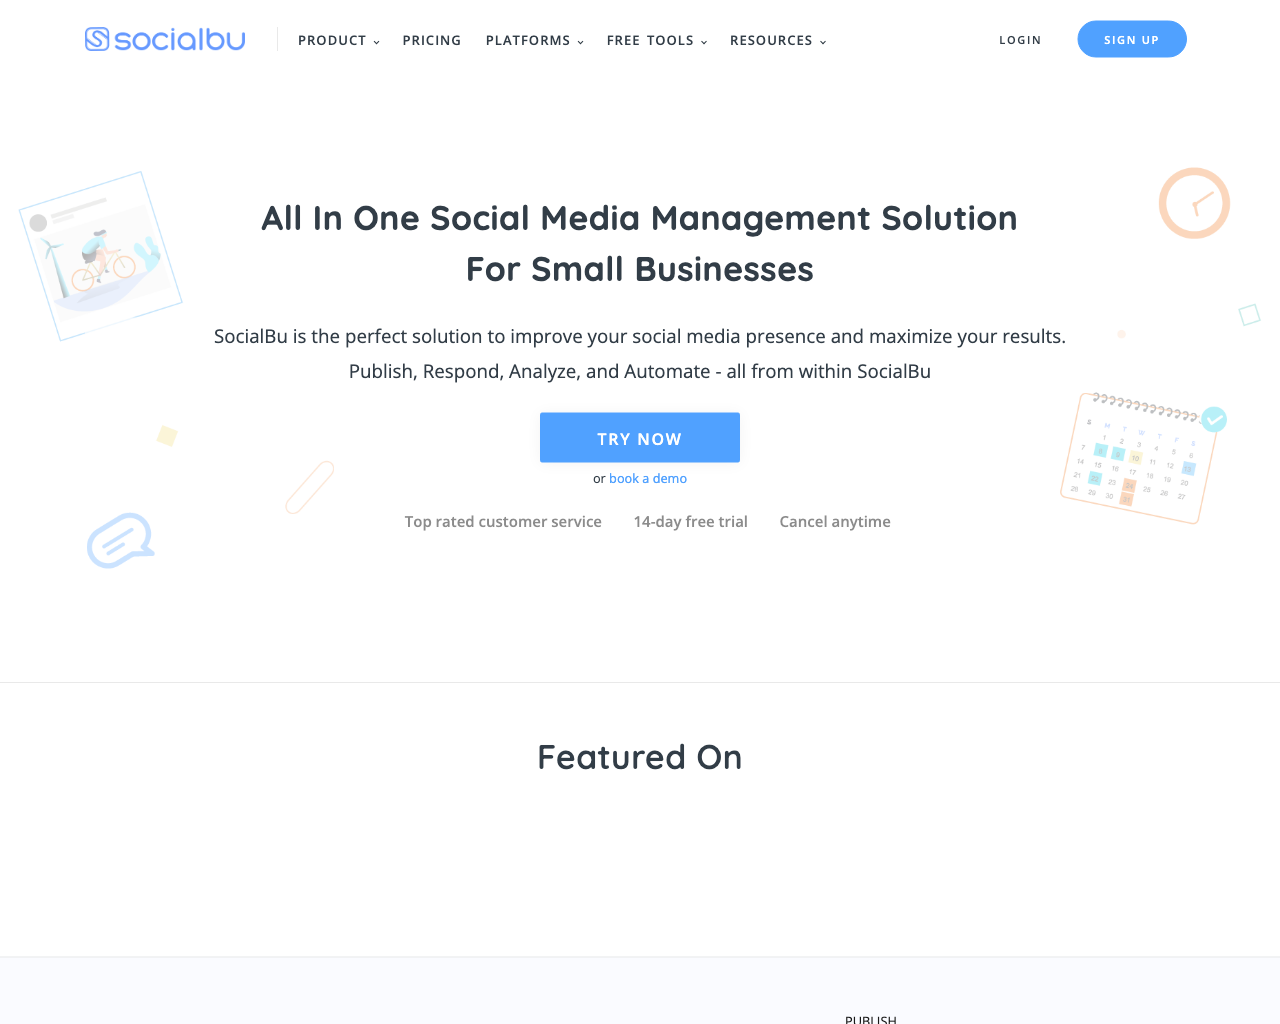 socialbu
PRODUCT PRICING PLATFORMS FREE TOOLS RESOURCES LOGIN SIGN UP
All In One Social Media Management Solution
For Small Businesses
SocialBu is the perfect solution to improve your social media presence and maximize your results.
Publish, Respond, Analyze, and Automate - all from within SocialBu
TRY NOW
or book a demo
Top rated customer service 14-day free trial Cancel anytime
Featured On
PUBLISH